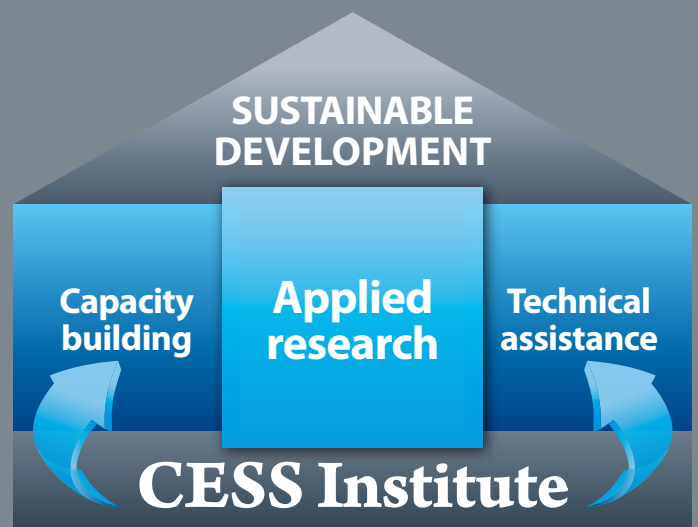 SUSTAINABLE
DEVELOPMENT
Capacity
building
Applied
research
Technical
assistance
CESS Institute